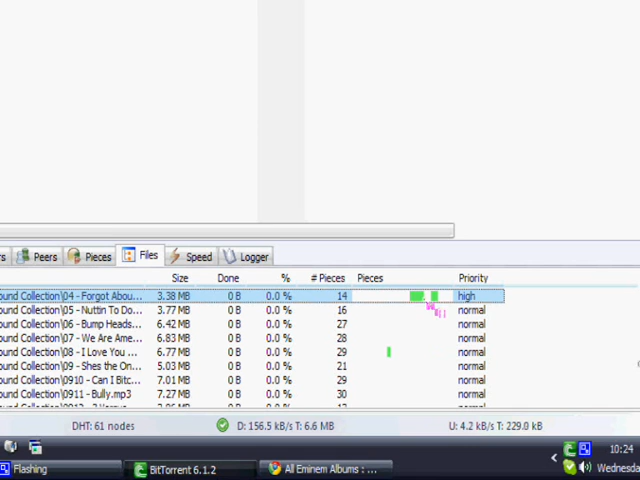 rs Peers Pieces Files Speed Logger
Size Done % # Pieces Pieces Priority
ound Collection\04 - Forgot Abou... 3.38 MB 0 B 0.0 % 14 high
ound Collection\05 - Nuttin To Do... 3.77 MB 0 B 0.0 % 16 normal
ound Collection\06 - Bump Heads... 6.42 MB 0 B 0.0 % 27 normal
ound Collection\07 - We Are Ame... 6.83 MB 0 B 0.0 % 28 normal
ound Collection\08 - I Love You ... 6.77 MB 0 B 0.0 % 29 normal
ound Collection\09 - Shes the On... 5.03 MB 0 B 0.0 % 21 normal
ound Collection\0910 - Can I Bitc... 7.01 MB 0 B 0.0 % 29 normal
ound Collection\0911 - Bully.mp3 7.27 MB 0 B 0.0 % 30 normal
DHT: 61 nodes D: 156.5 kB/s T: 6.6 MB U: 4.2 kB/s T: 229.0 kB
Flashing BitTorrent 6.1.2 All Eminem Albums : ... 10:24
Wednesda